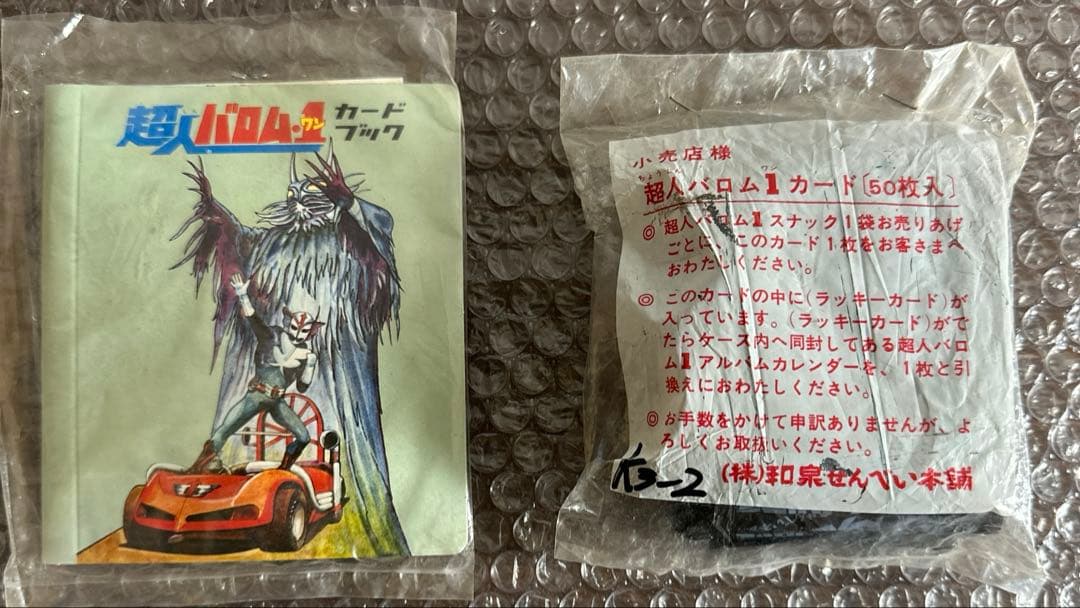 超人バロム・1
ワン
カード
ブック
小売店様
ちょう ワン
超人バロム1カード〔50枚入〕
◎超人バロム1スナック1袋お売りあげ
ごとに、このカード1枚をお客さまへ
おわたしください。
◎このカードの中に(ラッキーカード)が
入っています。(ラッキーカード)がで
たらケース内へ同封してある超人バロ
ム1アルバムカレンダーを、1枚と引
換えにおわたしください。
◎お手数をかけて申訳ありませんが、よ
ろしくお取扱いください。
(株)和泉せんべい本舗